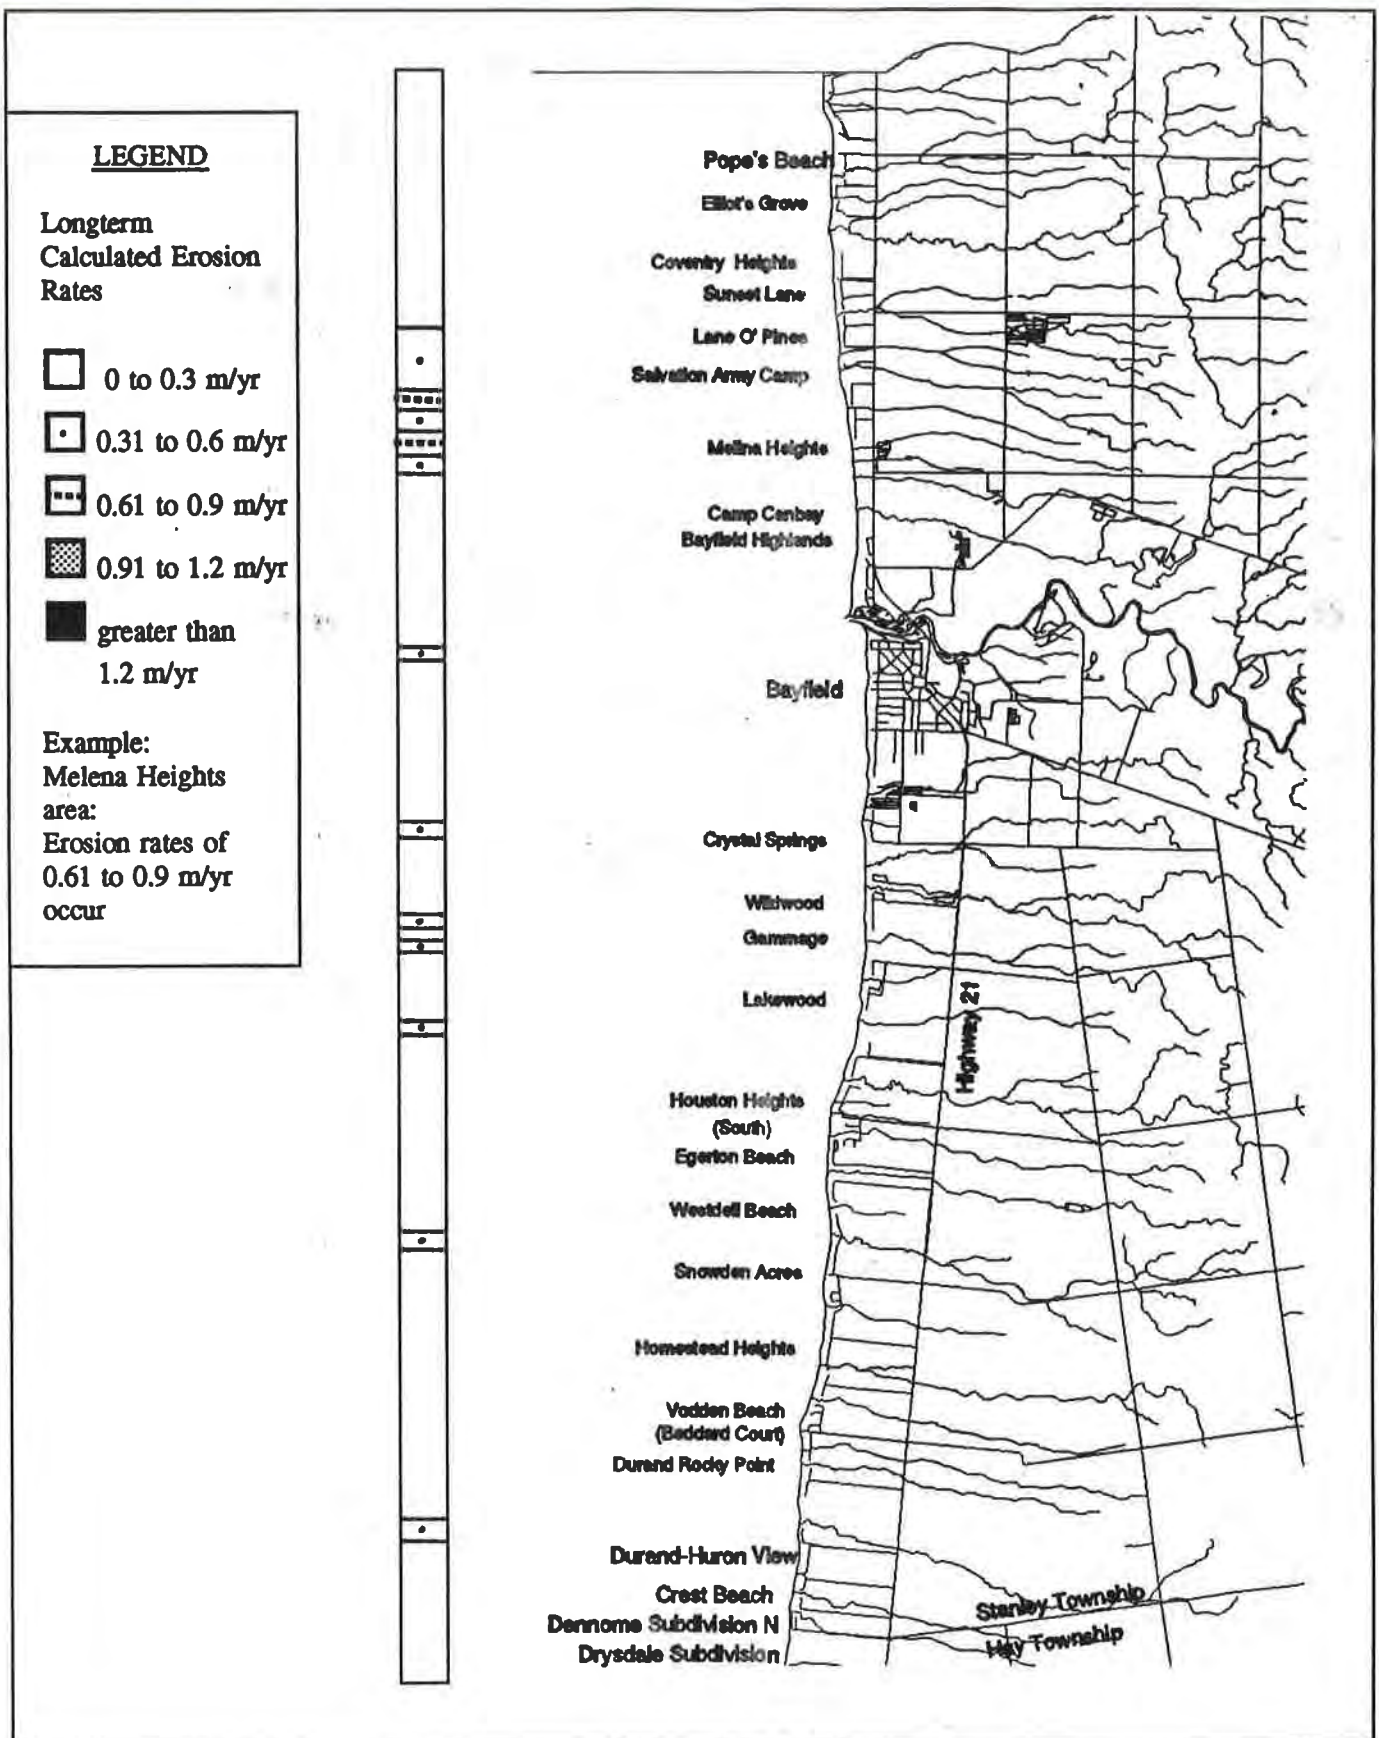 LEGEND
Longterm
Calculated Erosion
Rates
0 to 0.3 m/yr
0.31 to 0.6 m/yr
0.61 to 0.9 m/yr
0.91 to 1.2 m/yr
greater than
1.2 m/yr
Example:
Melena Heights
area:
Erosion rates of
0.61 to 0.9 m/yr
occur
Pope's Beach
Elliot's Grove
Coventry Heights
Sunset Lane
Lane O' Pines
Salvation Army Camp
Melina Heights
Camp Canbay
Bayfield Highlands
Bayfield
Crystal Springs
Wildwood
Gammage
Lakewood
Highway 21
Houston Heights
(South)
Egerton Beach
Westdell Beach
Snowden Acres
Homestead Heights
Vodden Beach
(Beddard Court)
Durand Rocky Point
Durand-Huron View
Crest Beach
Dennome Subdivision N
Drysdale Subdivision
Stanley Township
Hay Township